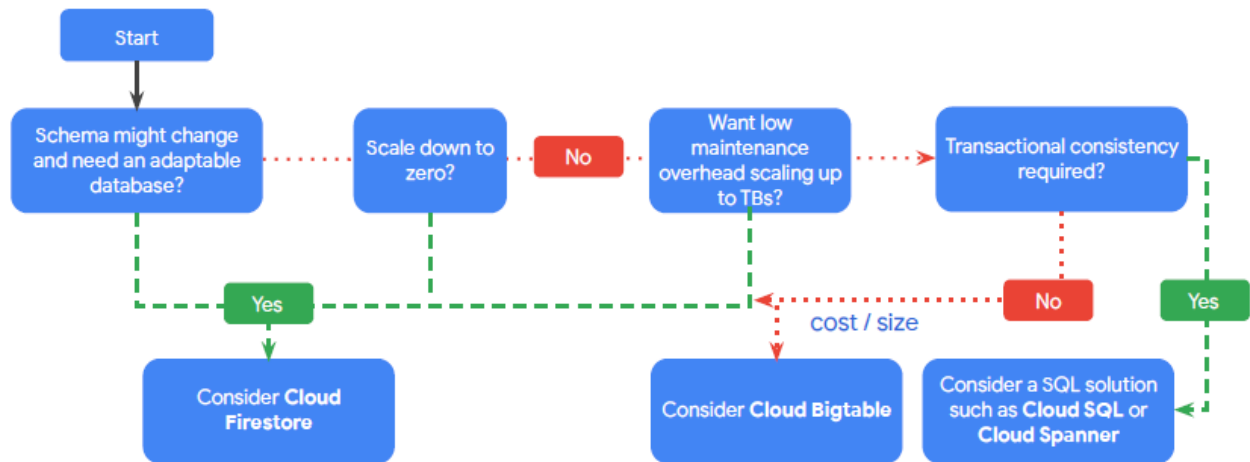 Start
Schema might change
and need an adaptable
database?
Scale down to
zero?
No
Want low
maintenance
overhead scaling up
to TBs?
Transactional consistency
required?
Yes
cost / size
No
Yes
Consider Cloud
Firestore
Consider Cloud Bigtable
Consider a SQL solution
such as Cloud SQL or
Cloud Spanner